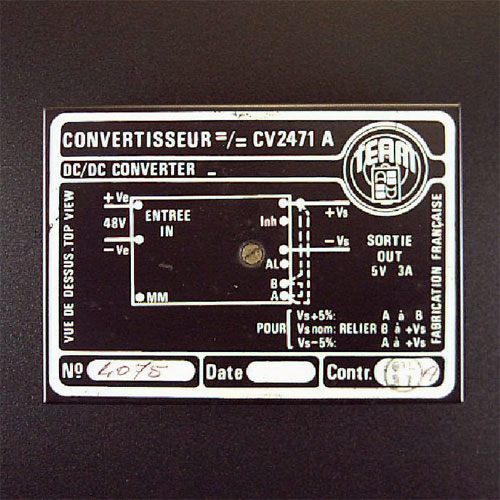 CONVERTISSEUR =/= CV2471 A
TEAM
DC/DC CONVERTER
VUE DE DESSUS. TOP VIEW
+Ve
48V
-Ve
ENTREE
IN
MM
Inh
AL
B
A
+Vs
-Vs
SORTIE
OUT
5V 3A
FABRICATION FRANÇAISE
POUR
Vs+5%: A à B
Vs nom: RELIER B à +Vs
Vs-5%: A à +Vs
No 4075
Date
Contr.